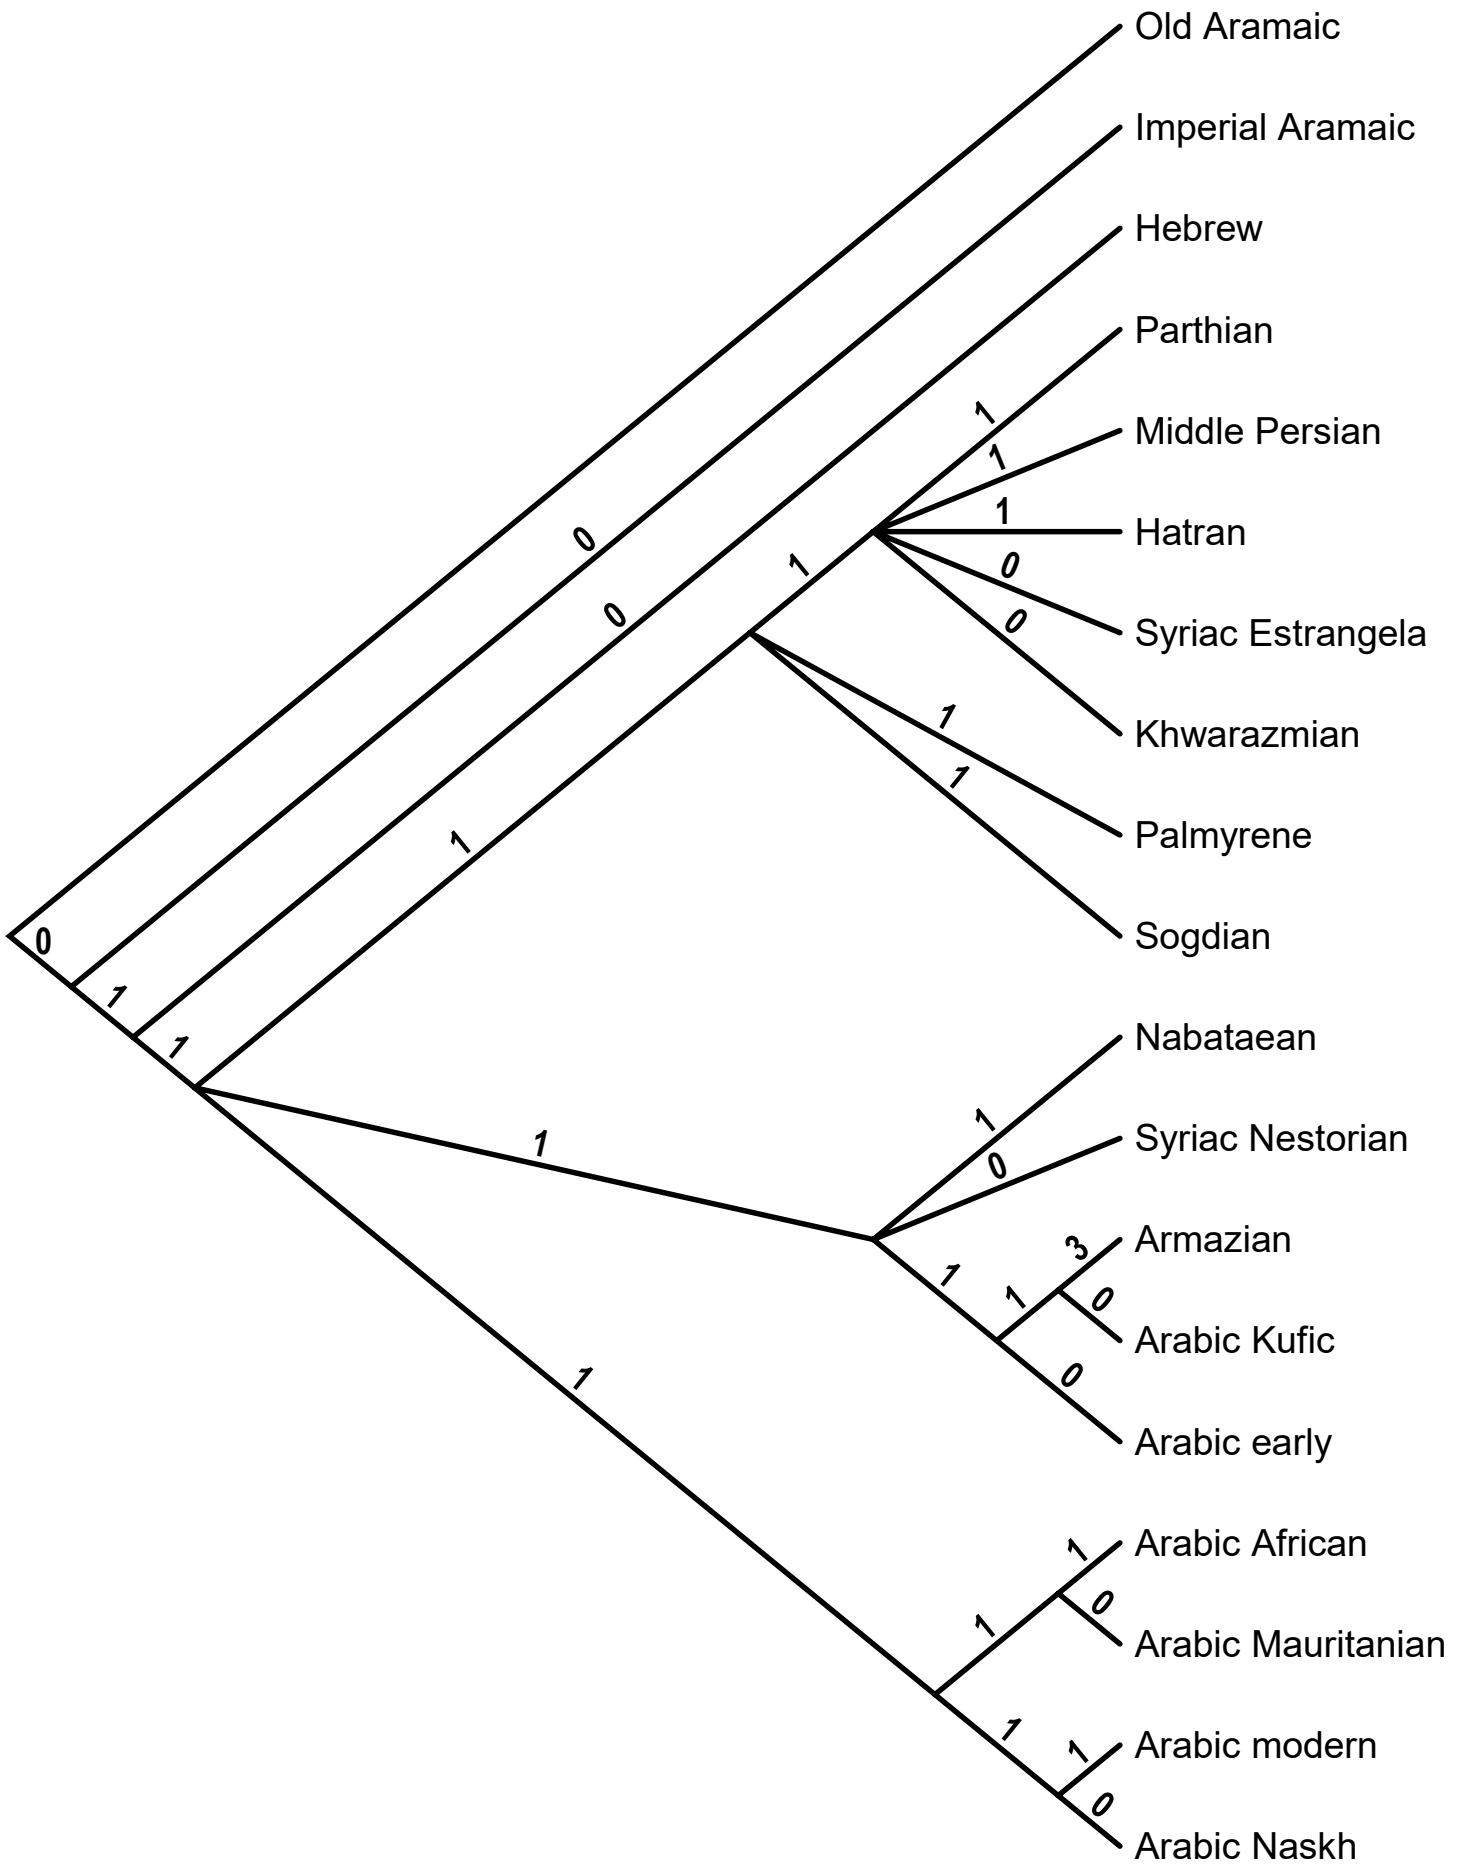 Old Aramaic
Imperial Aramaic
Hebrew
Parthian
1
Middle Persian
1
1
Hatran
0
1
0
0
Syriac Estrangela
0
1
Khwarazmian
1
Palmyrene
1
Sogdian
0
1
1
Nabataean
1
Syriac Nestorian
1
0
Armazian
3
1
1
0
Arabic Kufic
1
0
Arabic early
Arabic African
1
0
1
Arabic Mauritanian
1
Arabic modern
1
0
Arabic Naskh